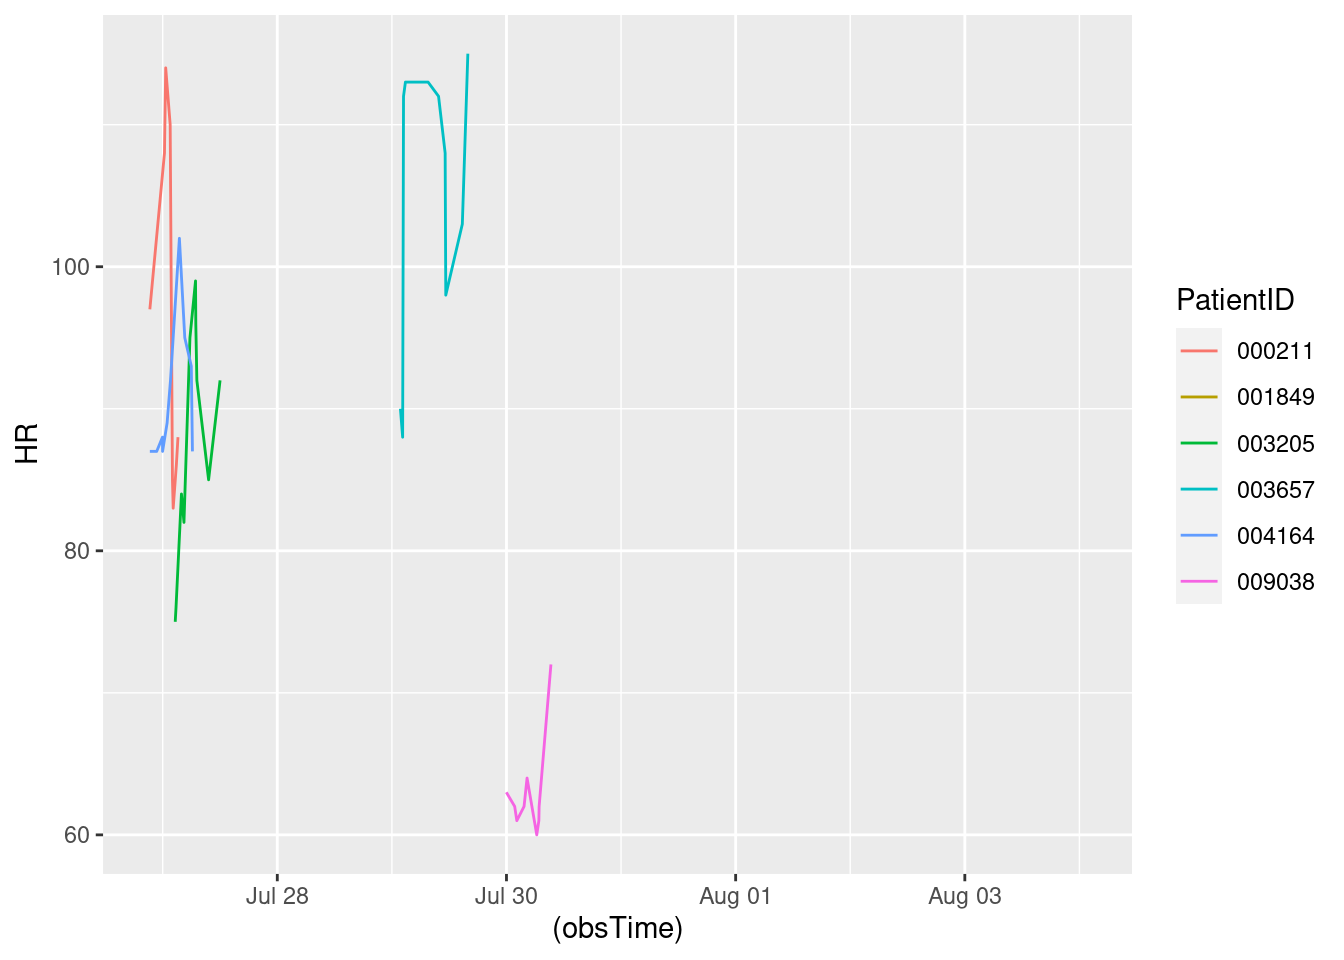 HR
100
80
60
Jul 28
Jul 30
Aug 01
Aug 03
(obsTime)
PatientID
000211
001849
003205
003657
004164
009038